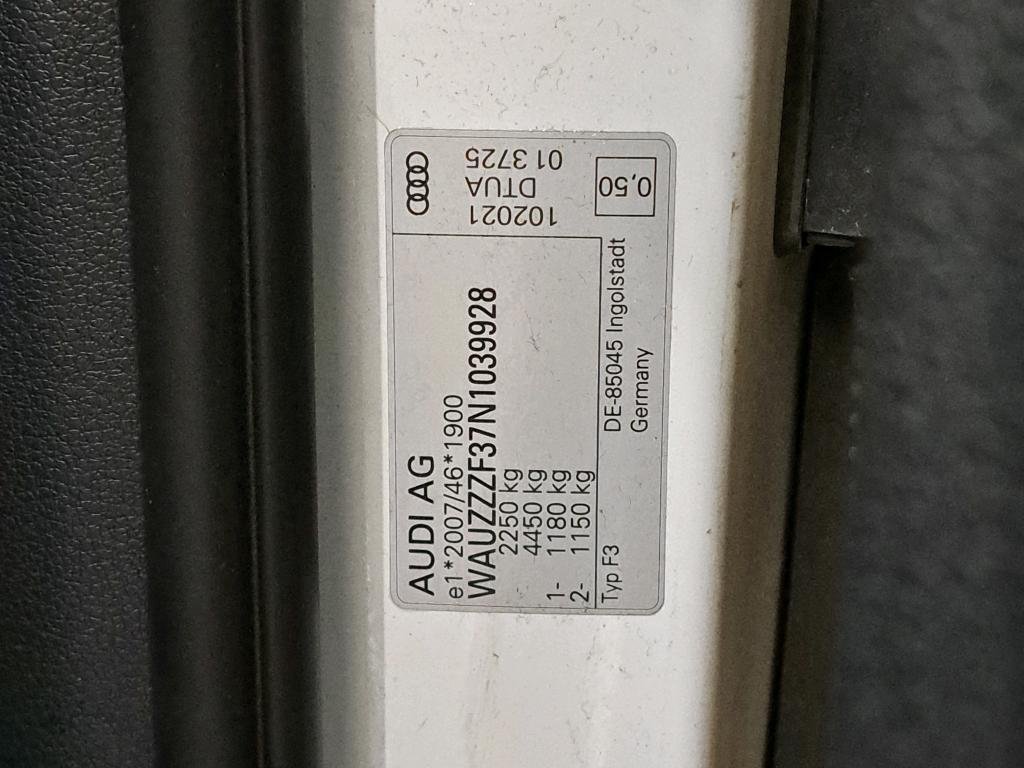 AUDI AG
e1*2007/46*1900
WAUZZZF37N1039928
2250 kg
4450 kg
1- 1180 kg
2- 1150 kg
Typ F3
DE-85045 Ingolstadt
Germany
102021
DTUA
01 3725
0,50